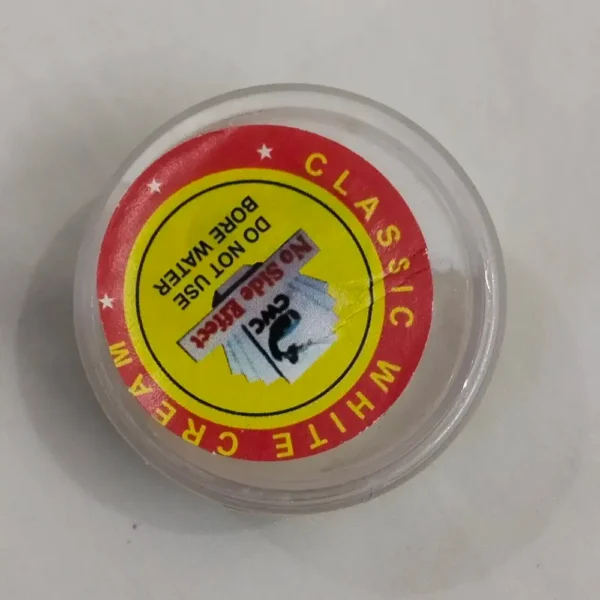 CLASSIC WHITE CREAM
DO NOT USE
BORE WATER
No Side Effect
CWC